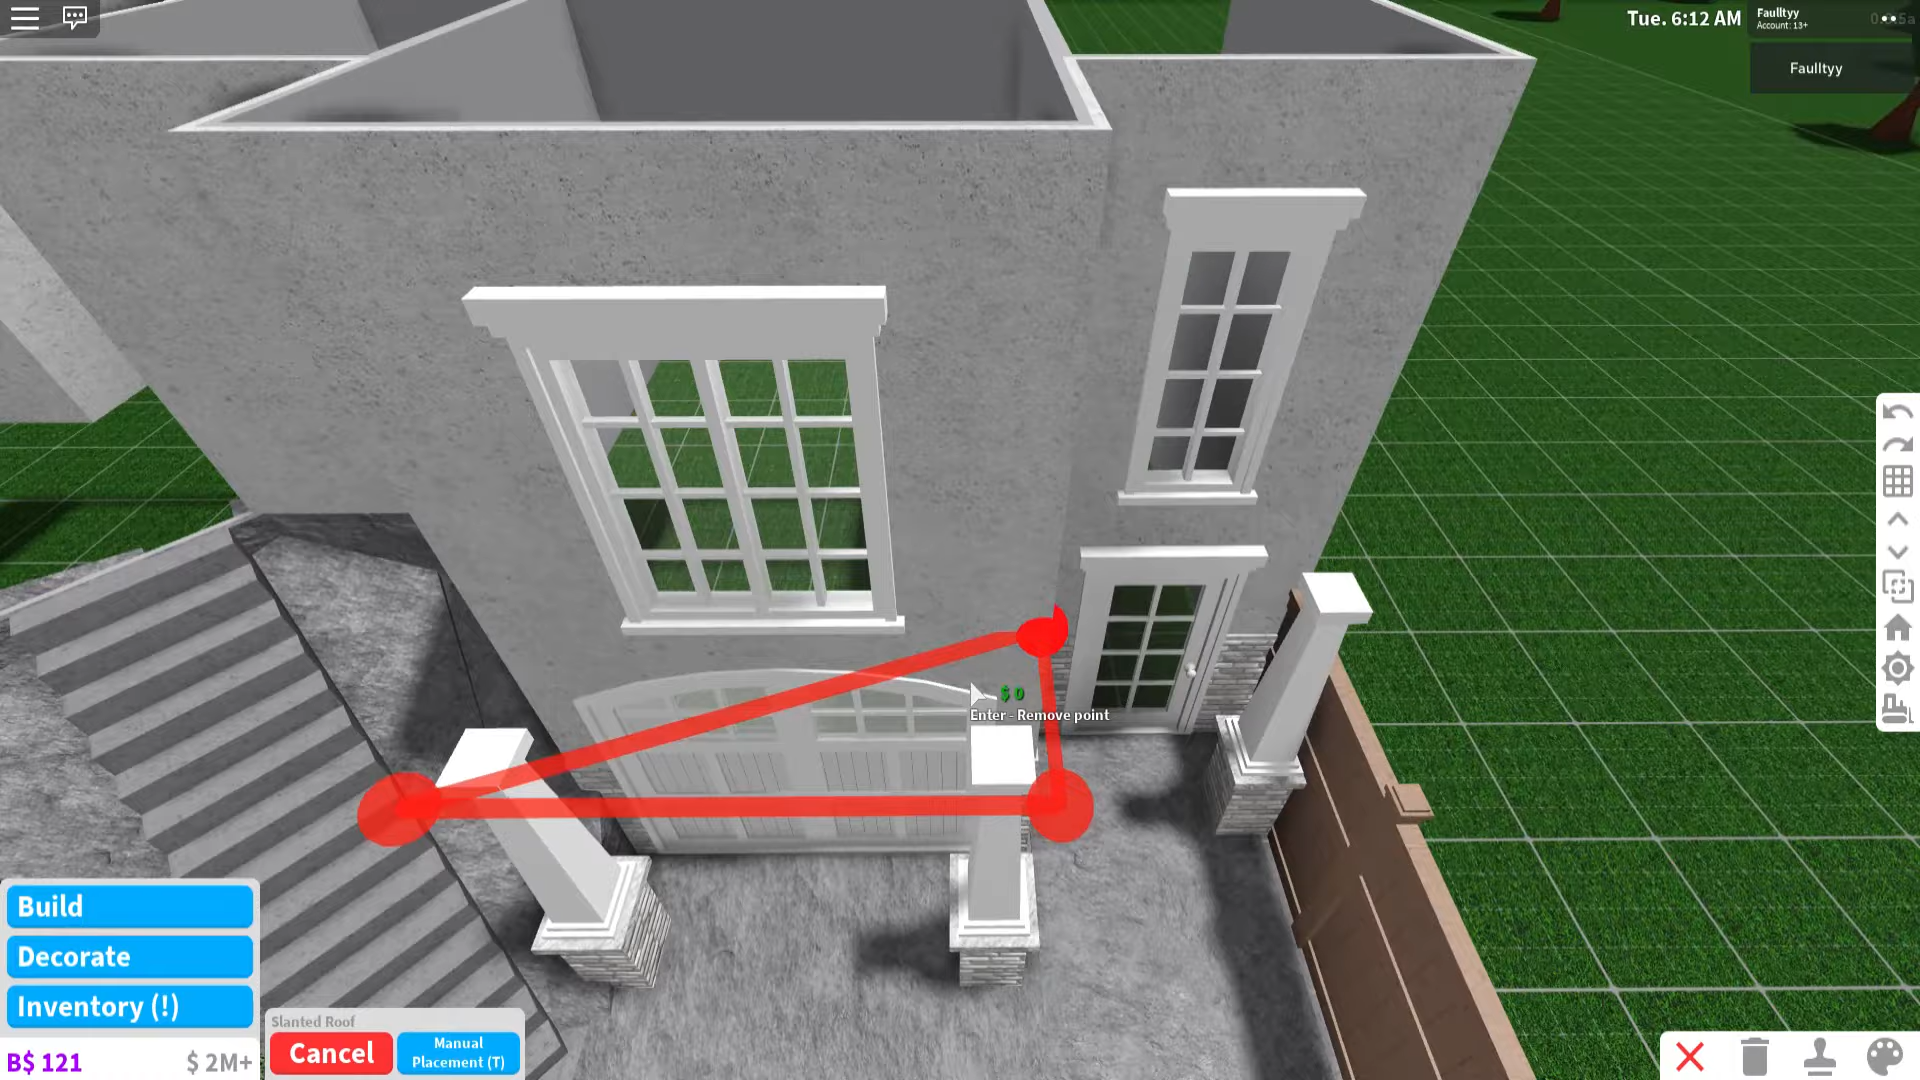 Tue. 6:12 AM
Faulltyy
Account: 13+
Faulltyy
$ 0
Enter - Remove point
Build
Decorate
Inventory (!)
B$ 121
$ 2M+
Slanted Roof
Cancel
Manual
Placement (T)